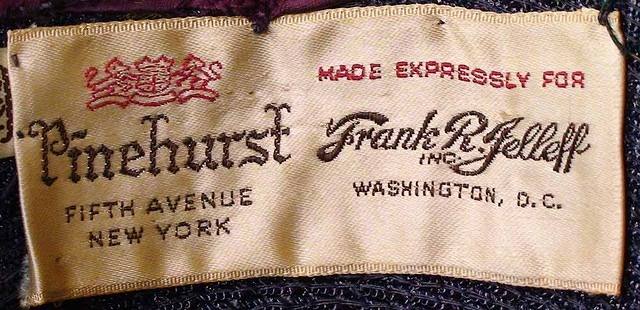 Pinehurst
FIFTH AVENUE
NEW YORK
MADE EXPRESSLY FOR
Frank R. Jelleff
INC.
WASHINGTON, D.C.